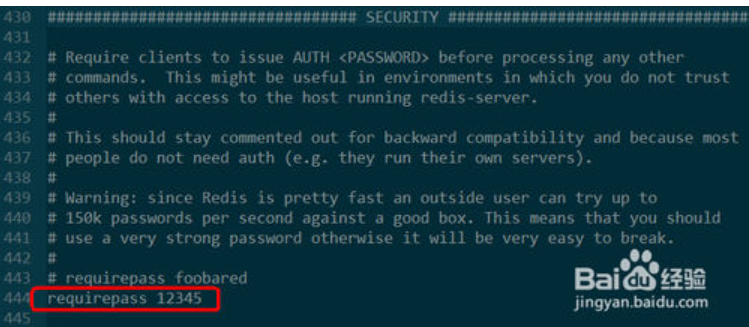 430 ################################ SECURITY ################################
431
432 # Require clients to issue AUTH <PASSWORD> before processing any other
433 # commands.  This might be useful in environments in which you do not trust
434 # others with access to the host running redis-server.
435 #
436 # This should stay commented out for backward compatibility and because most
437 # people do not need auth (e.g. they run their own servers).
438 #
439 # Warning: since Redis is pretty fast an outside user can try up to
440 # 150k passwords per second against a good box. This means that you should
441 # use a very strong password otherwise it will be very easy to break.
442 #
443 # requirepass foobared
444 requirepass 12345
445
Bai du 经验
jingyan.baidu.com